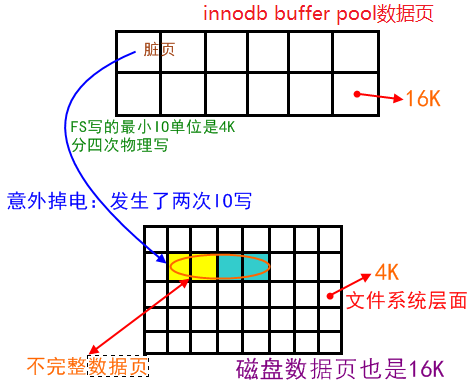 innodb buffer pool数据页
脏页
16K
FS写的最小IO单位是4K
分四次物理写
意外掉电：发生了两次IO写
4K
文件系统层面
不完整数据页
磁盘数据页也是16K